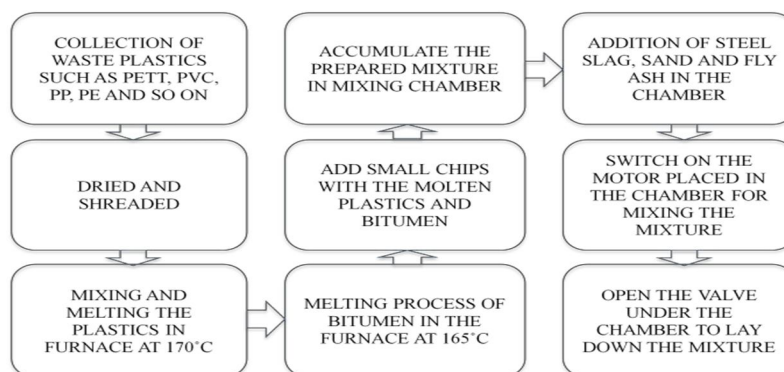 COLLECTION OF
WASTE PLASTICS
SUCH AS PETT, PVC,
PP, PE AND SO ON
DRIED AND
SHREADED
MIXING AND
MELTING THE
PLASTICS IN
FURNACE AT 170˚C
MELTING PROCESS OF
BITUMEN IN THE
FURNACE AT 165˚C
ADD SMALL CHIPS
WITH THE MOLTEN
PLASTICS AND
BITUMEN
ACCUMULATE THE
PREPARED MIXTURE
IN MIXING CHAMBER
ADDITION OF STEEL
SLAG, SAND AND FLY
ASH IN THE
CHAMBER
SWITCH ON THE
MOTOR PLACED IN
THE CHAMBER FOR
MIXING THE
MIXTURE
OPEN THE VALVE
UNDER THE
CHAMBER TO LAY
DOWN THE MIXTURE